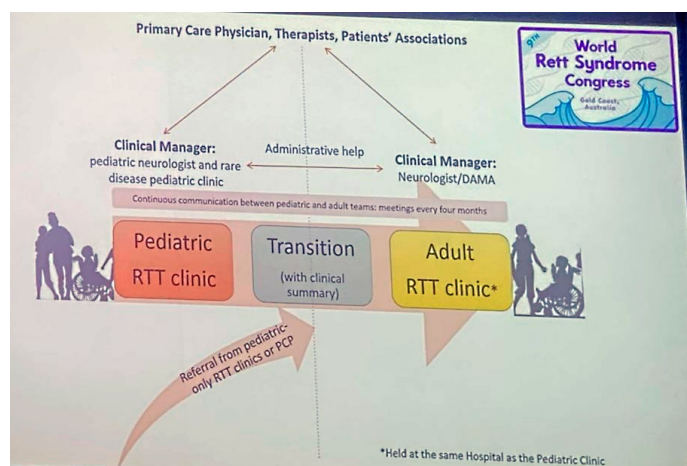 Primary Care Physician, Therapists, Patients' Associations
9TH
World
Rett Syndrome
Congress
Gold Coast,
Australia
Clinical Manager:
pediatric neurologist and rare
disease pediatric clinic
Administrative help
Clinical Manager:
Neurologist/DAMA
Continuous communication between pediatric and adult teams: meetings every four months
Pediatric
RTT clinic
Transition
(with clinical
summary)
Adult
RTT clinic*
Referral from pediatric-
only RTT clinics or PCP
*Held at the same Hospital as the Pediatric Clinic